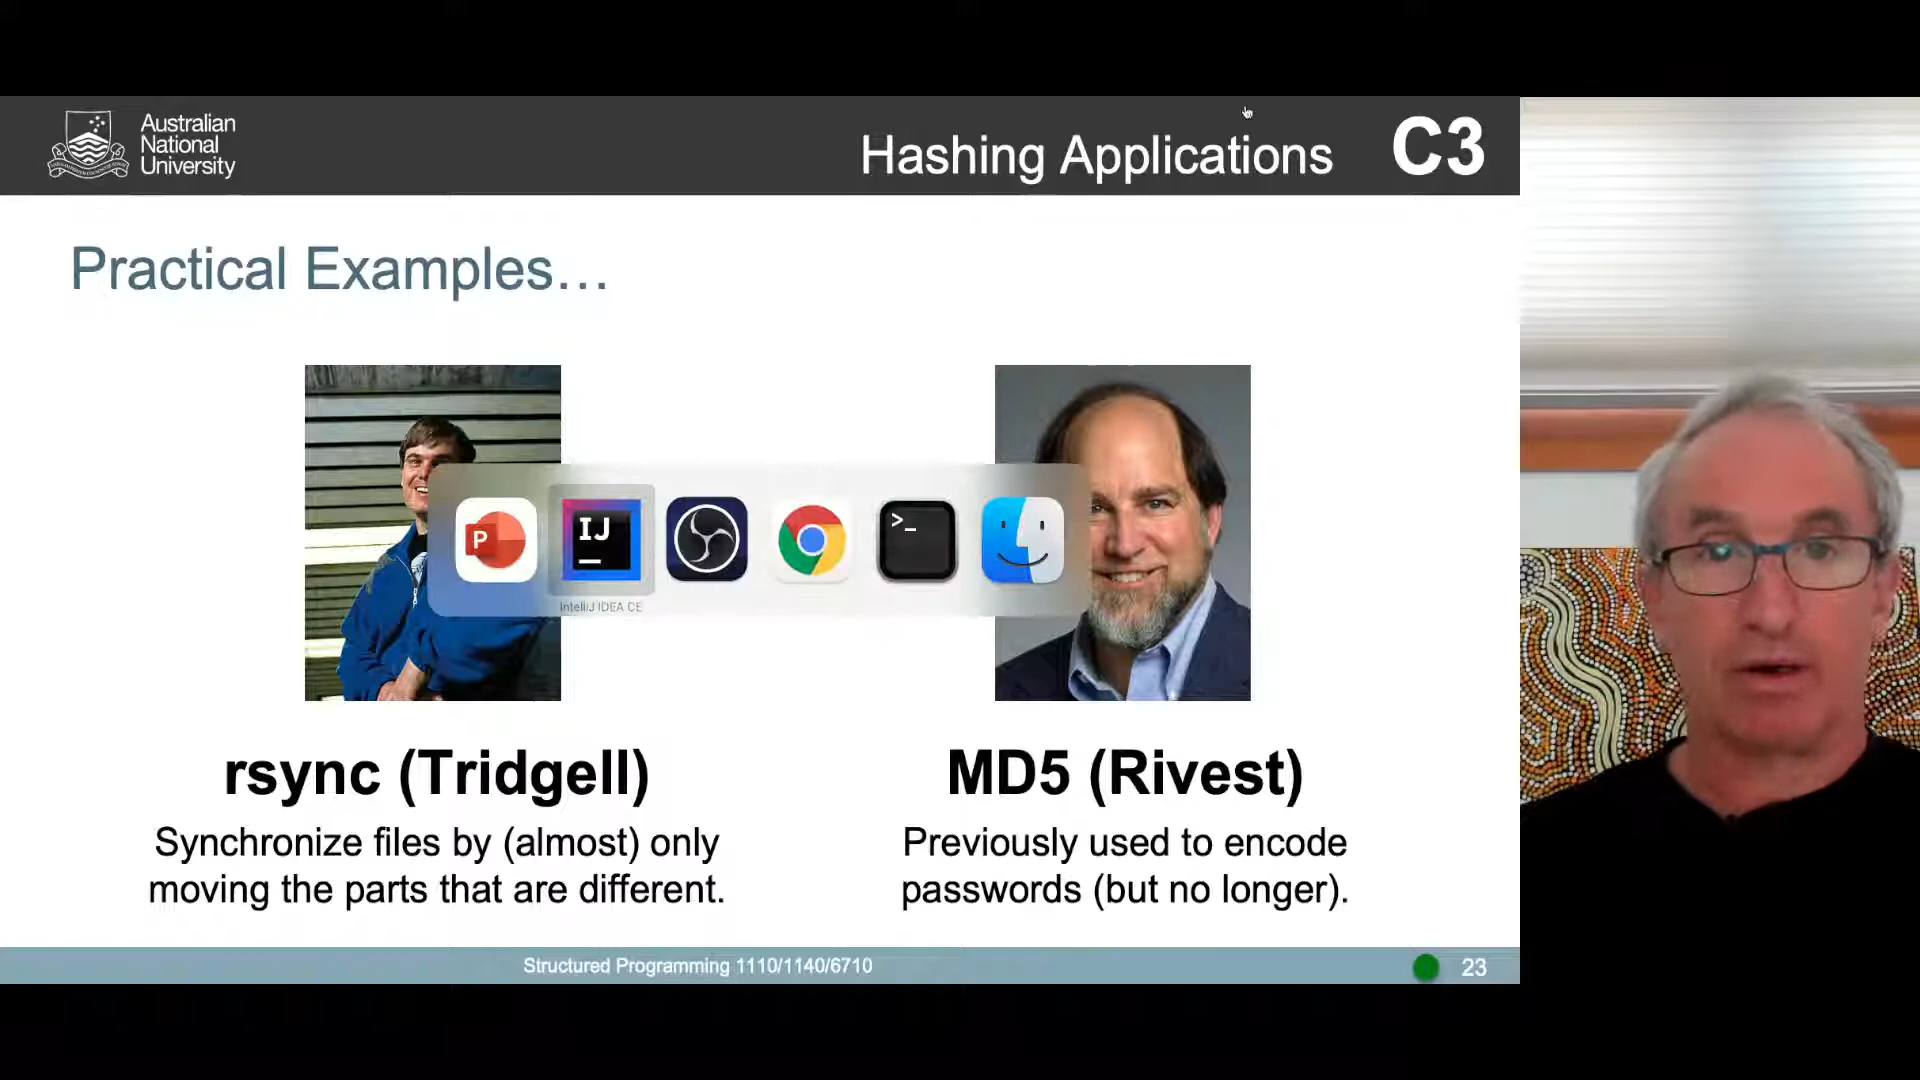 Australian
National
University
Hashing Applications
C3
Practical Examples…
P
IJ
>_
IntelliJ IDEA CE
rsync (Tridgell)
Synchronize files by (almost) only
moving the parts that are different.
MD5 (Rivest)
Previously used to encode
passwords (but no longer).
Structured Programming 1110/1140/6710
23